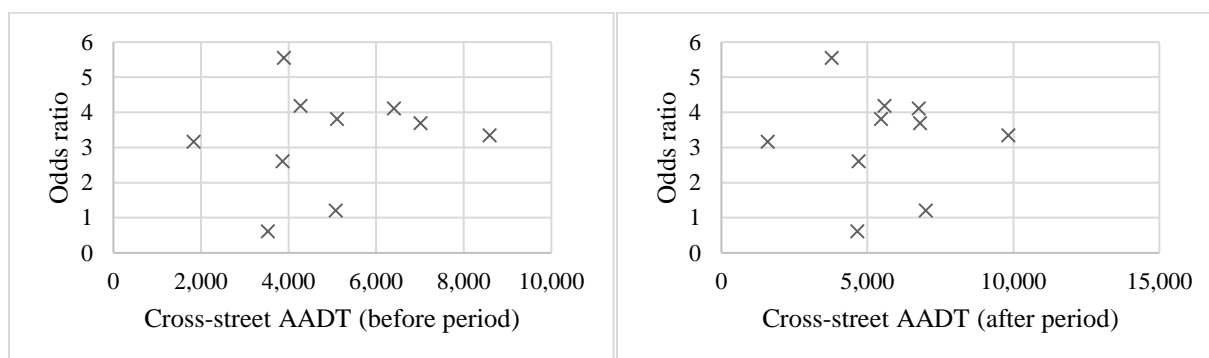 Odds ratio
6
5
4
3
2
1
0
0 2,000 4,000 6,000 8,000 10,000
Cross-street AADT (before period)
Odds ratio
6
5
4
3
2
1
0
0 5,000 10,000 15,000
Cross-street AADT (after period)